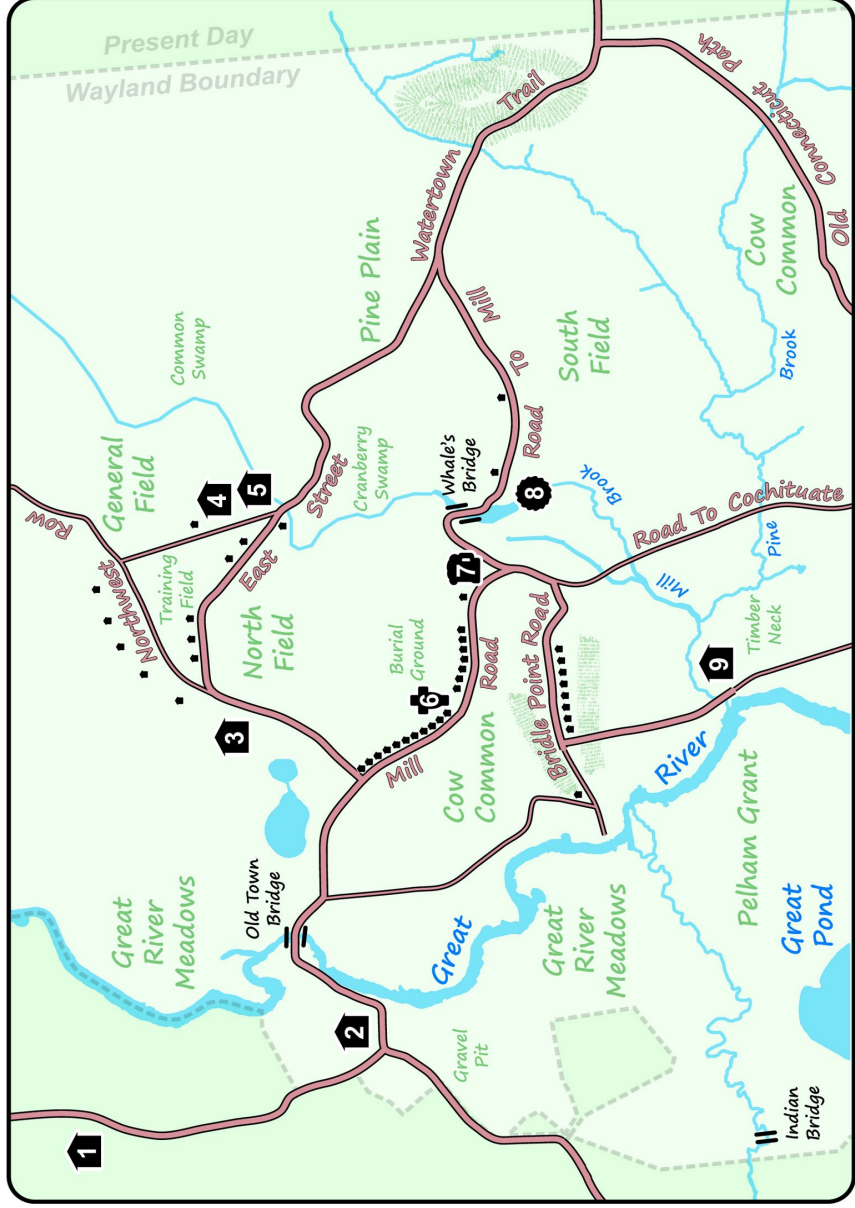 Present Day
Wayland Boundary
1
Great
River
Meadows
Northwest
Row
General
Field
Training
Field
4
5
Common
Swamp
3
Old Town
Bridge
North
Field
East
Street
2
Cranberry
Swamp
Pine Plain
Mill
Road
Burial
Ground
6
Watertown
Trail
Gravel
Pit
Great
Cow
Common
7
Whale's
Bridge
Road
To
Mill
8
Great
River
Meadows
Bridle Point Road
South
Field
Mill
Brook
River
Road To Cochituate
9
Timber
Neck
Pelham Grant
Pine
Brook
Cow
Common
Old
Connecticut
Path
Great
Pond
Indian
Bridge